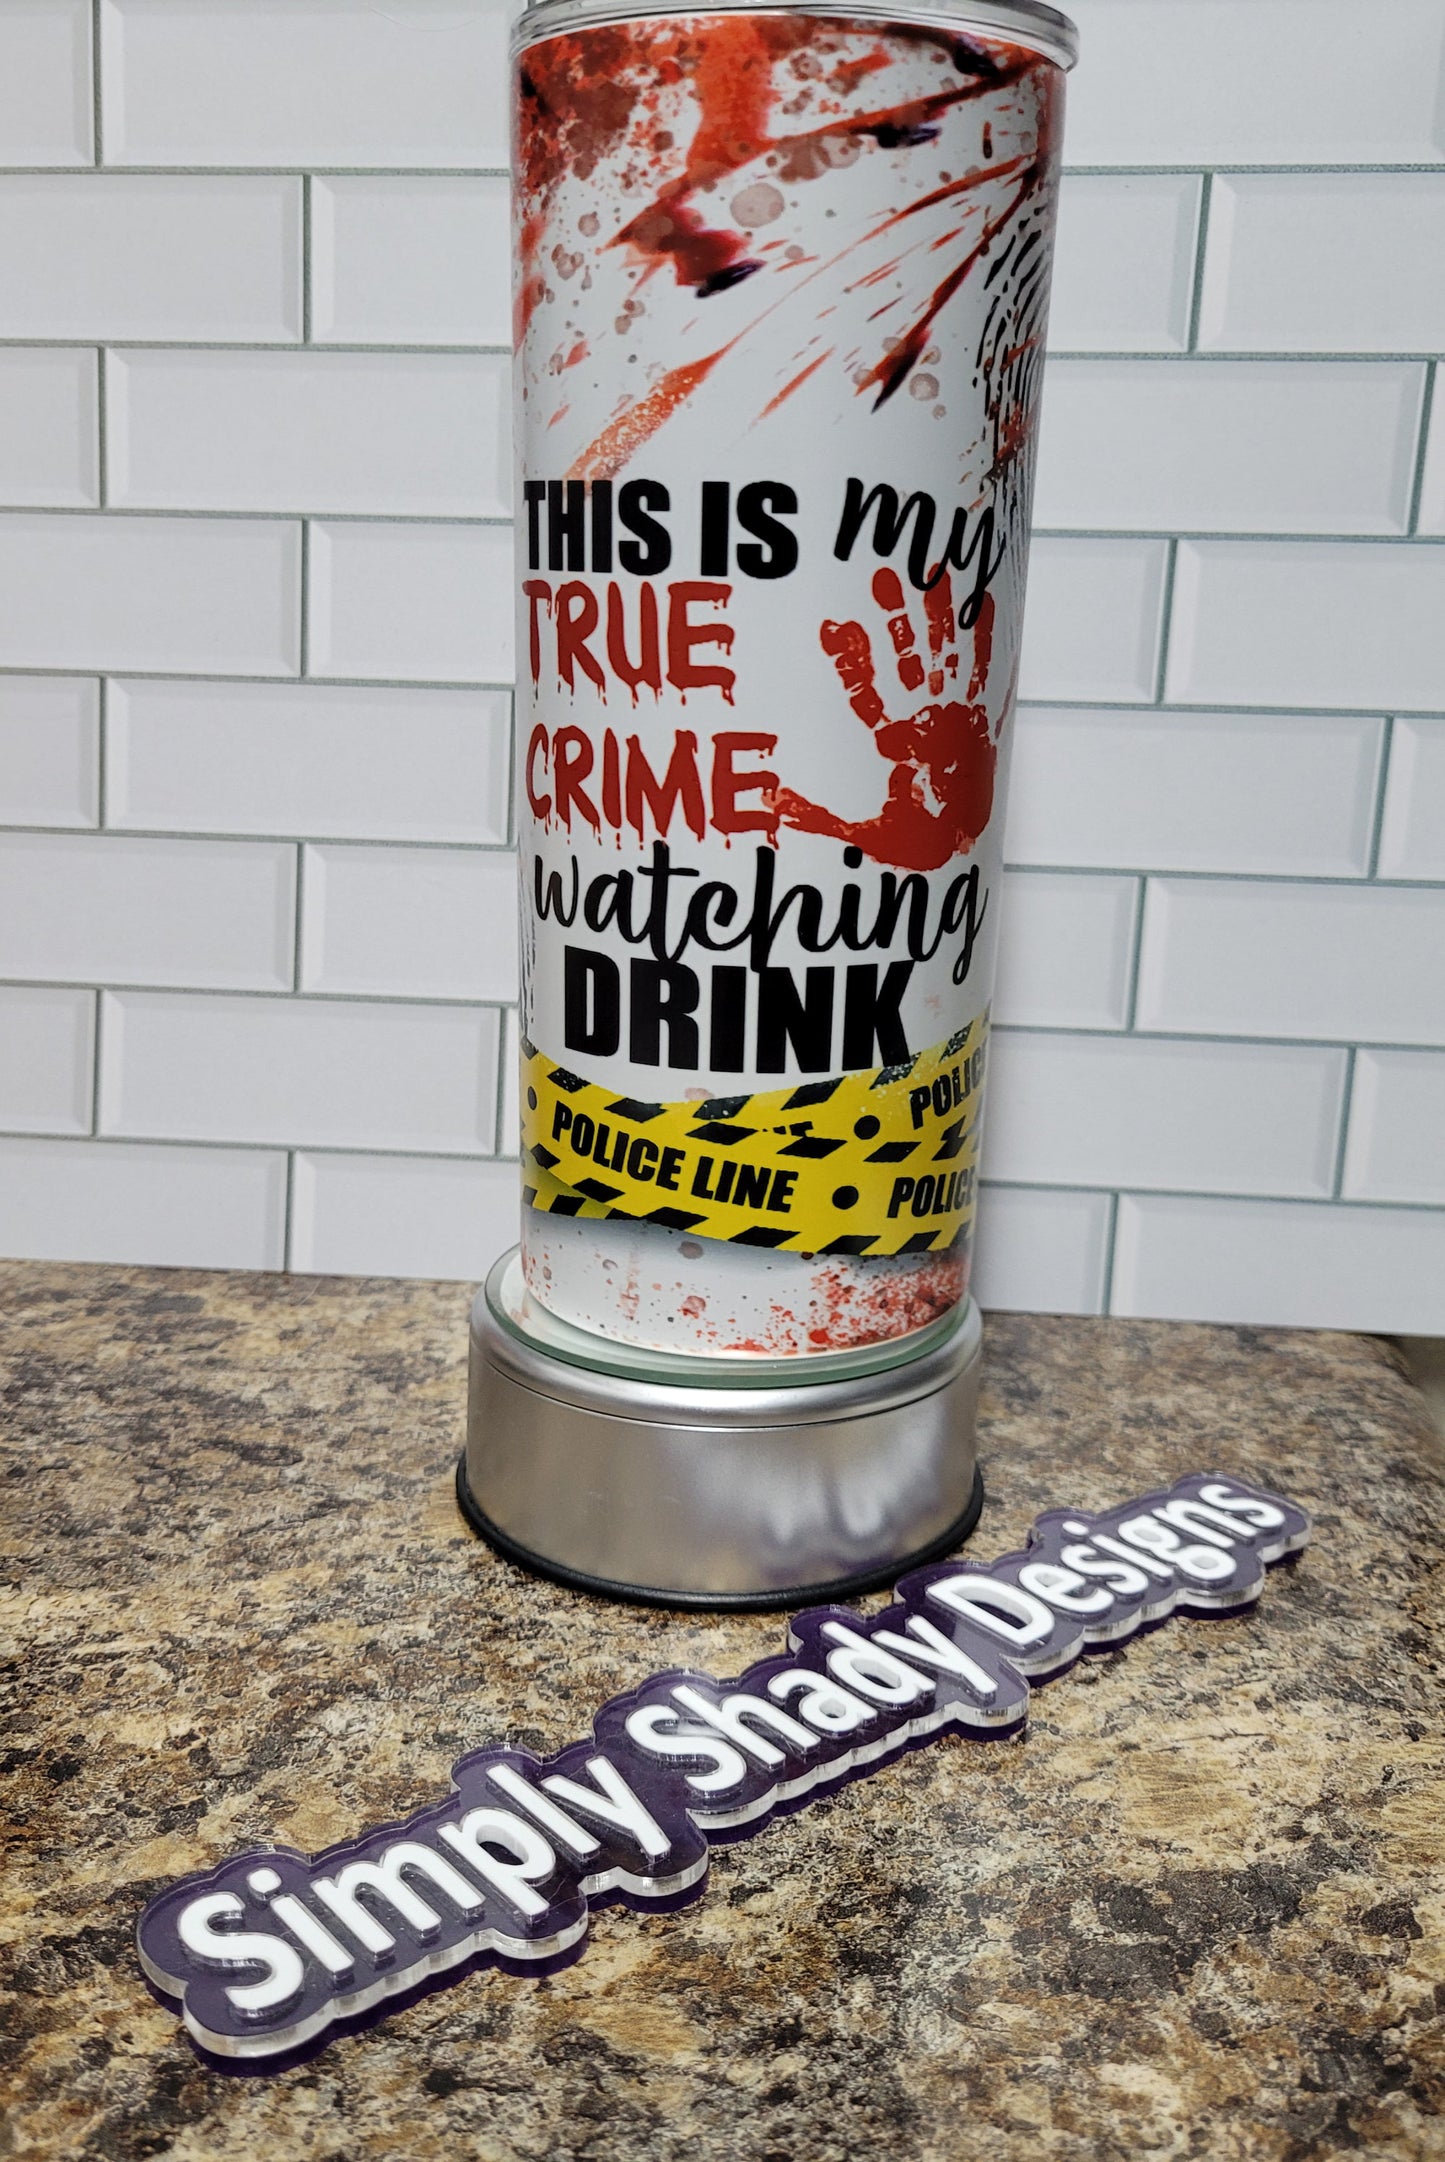 THIS IS my
TRUE
CRIME
watching
DRINK
POLICE
POLICE LINE
POLICE
Simply Shady Designs